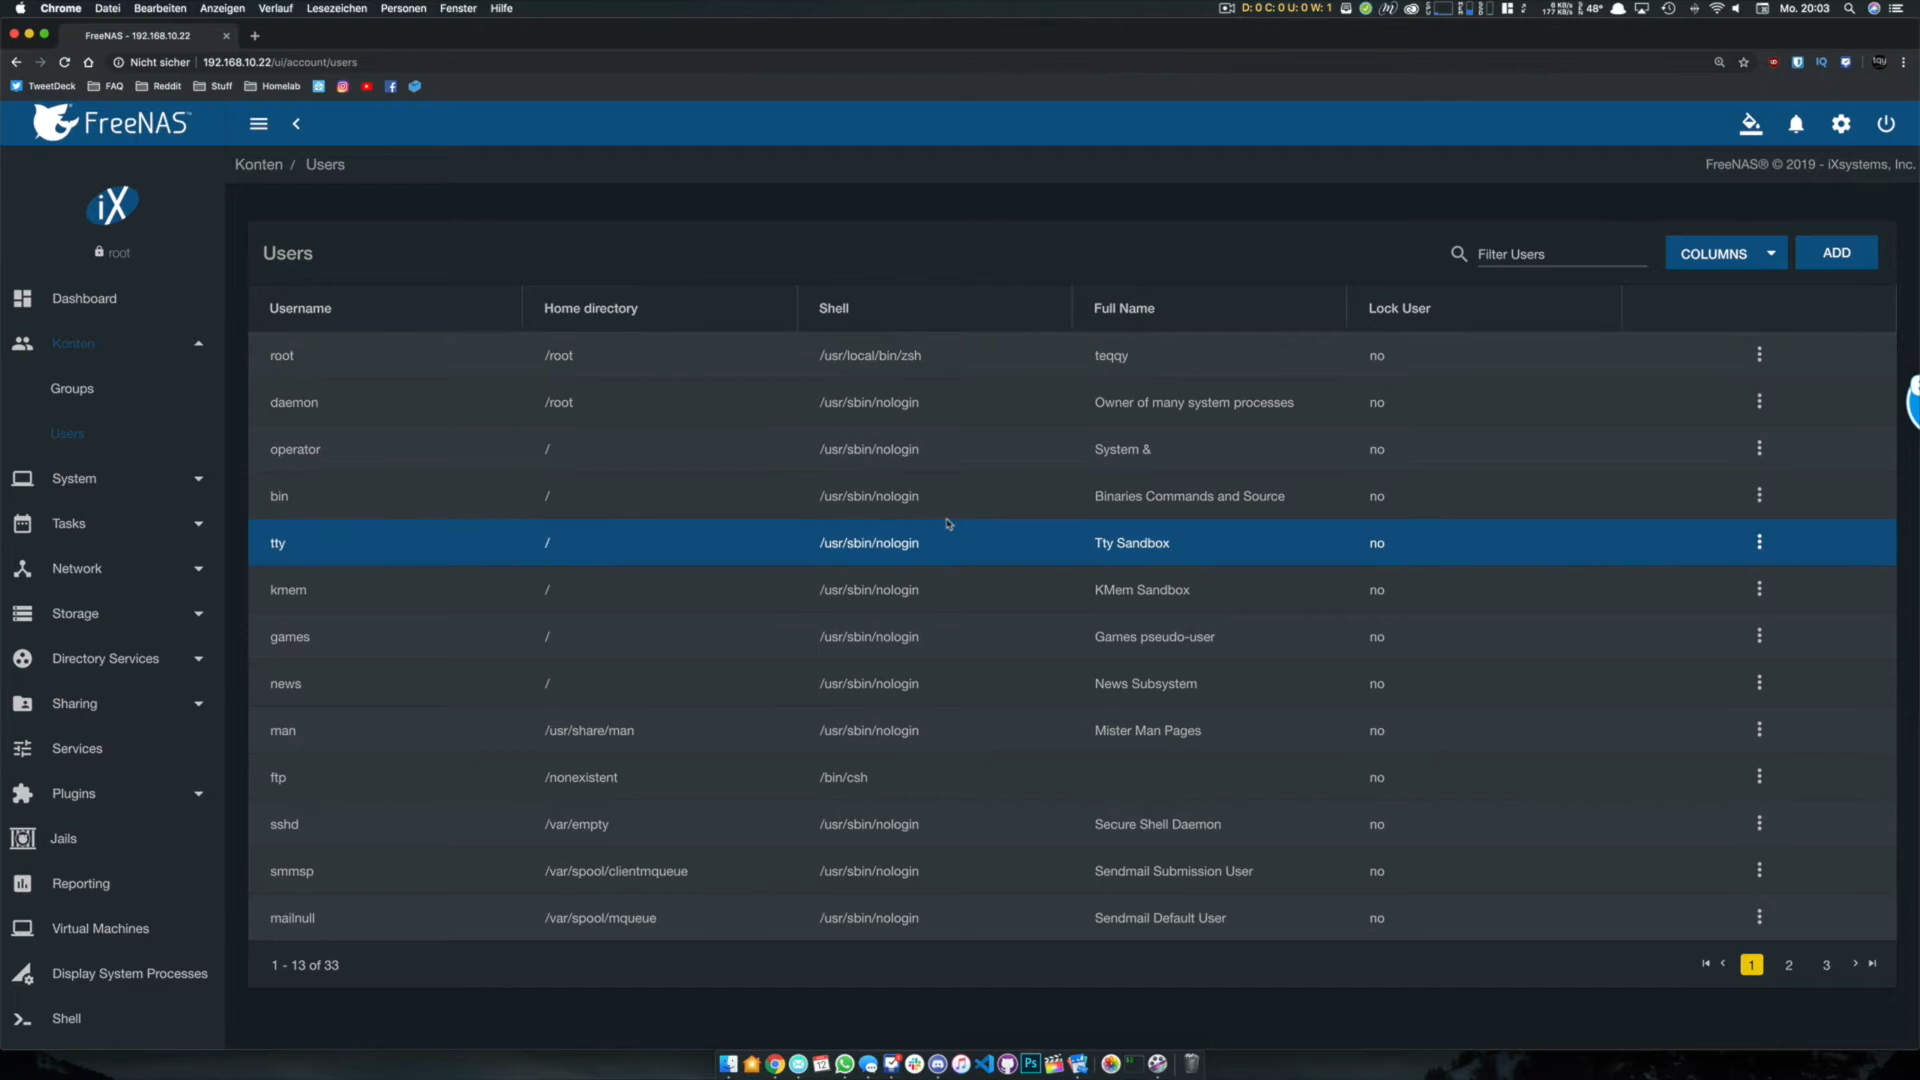 Chrome Datei Bearbeiten Anzeigen Verlauf Lesezeichen Personen Fenster Hilfe
D: 0 C: 0 U: 0 W: 1
177 KB/s
48°
Mo. 20:03
FreeNAS - 192.168.10.22
Nicht sicher 192.168.10.22/ui/account/users
TweetDeck FAQ Reddit Stuff Homelab
FreeNAS
Konten / Users
FreeNAS® © 2019 - iXsystems, Inc.
iX
root
Dashboard
Konten
Groups
Users
System
Tasks
Network
Storage
Directory Services
Sharing
Services
Plugins
Jails
Reporting
Virtual Machines
Display System Processes
Shell
Users
Filter Users
COLUMNS
ADD
Username Home directory Shell Full Name Lock User
root /root /usr/local/bin/zsh teqqy no
daemon /root /usr/sbin/nologin Owner of many system processes no
operator / /usr/sbin/nologin System & no
bin / /usr/sbin/nologin Binaries Commands and Source no
tty / /usr/sbin/nologin Tty Sandbox no
kmem / /usr/sbin/nologin KMem Sandbox no
games / /usr/sbin/nologin Games pseudo-user no
news / /usr/sbin/nologin News Subsystem no
man /usr/share/man /usr/sbin/nologin Mister Man Pages no
ftp /nonexistent /bin/csh no
sshd /var/empty /usr/sbin/nologin Secure Shell Daemon no
smmsp /var/spool/clientmqueue /usr/sbin/nologin Sendmail Submission User no
mailnull /var/spool/mqueue /usr/sbin/nologin Sendmail Default User no
1 - 13 of 33
1 2 3
12
Ps